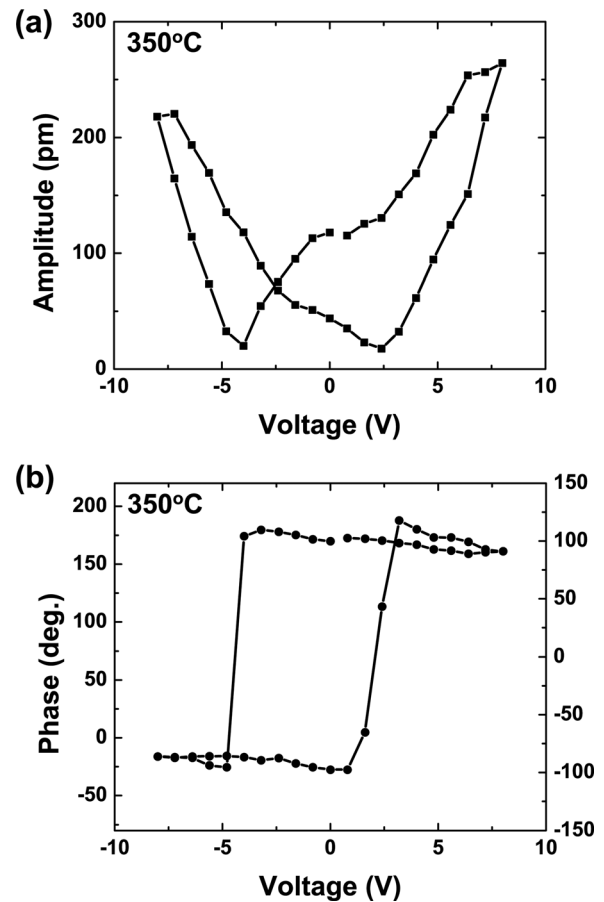 (a)
350°C
300
200
100
0
Amplitude (pm)
-10 -5 0 5 10
Voltage (V)
(b)
350°C
200 150
150 100
100 50
50 0
0 -50
-50 -100
-150
Phase (deg.)
-10 -5 0 5 10
Voltage (V)